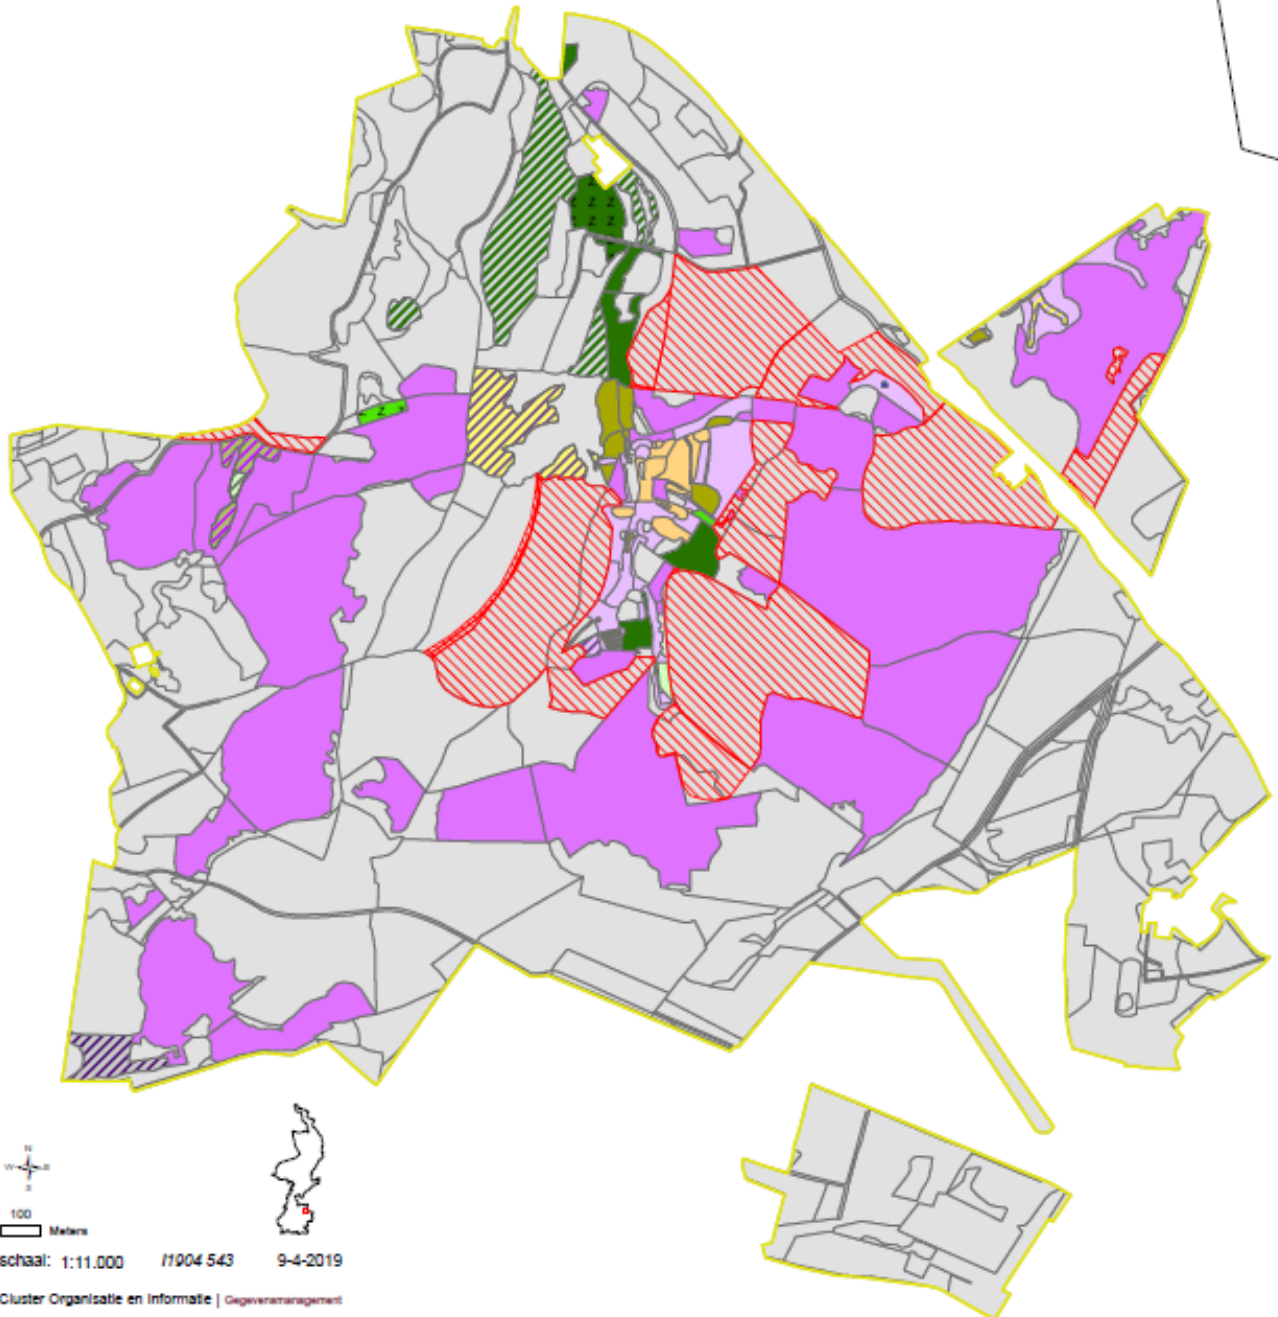 Z Z
Z Z Z
Z
Z
N
W E
S
100
Meters
schaal: 1:11.000 I1904 543 9-4-2019
Cluster Organisatie en Informatie | Gegevensmanagement